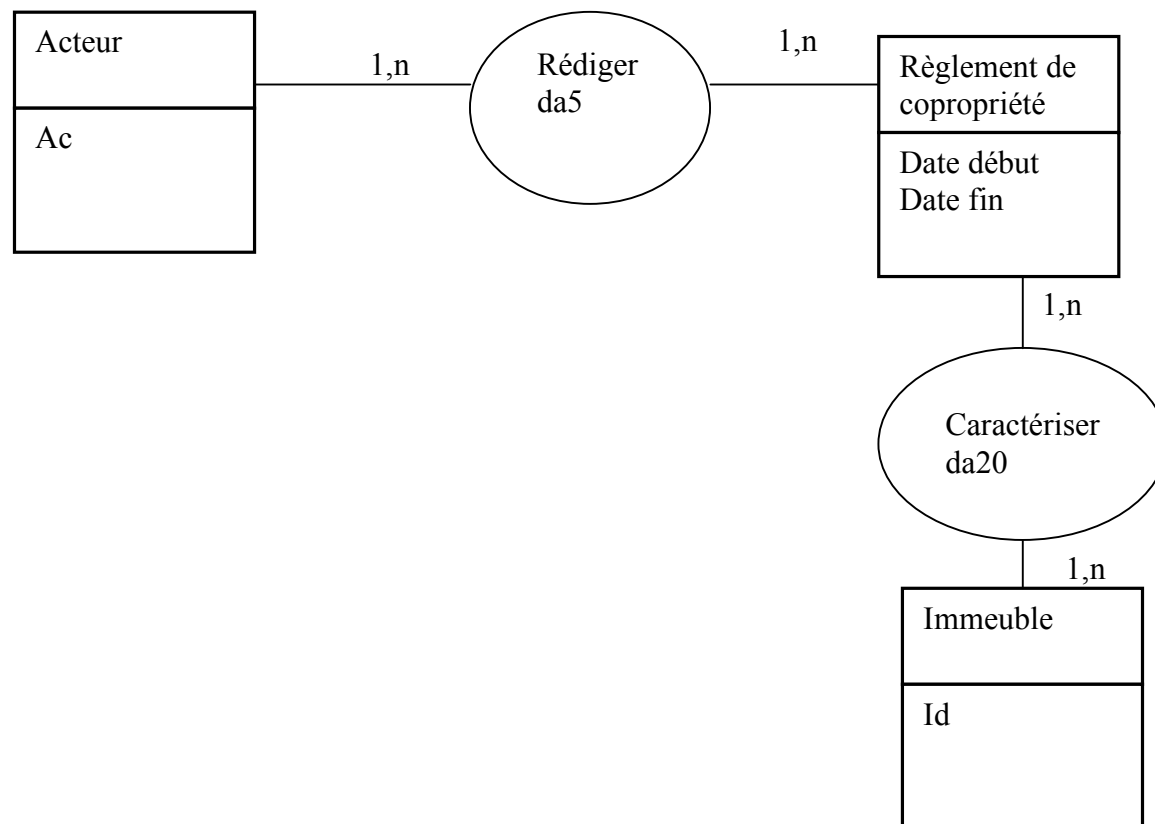 Acteur
Ac
1,n
Rédiger
da5
1,n
Règlement de
copropriété
Date début
Date fin
1,n
Caractériser
da20
1,n
Immeuble
Id